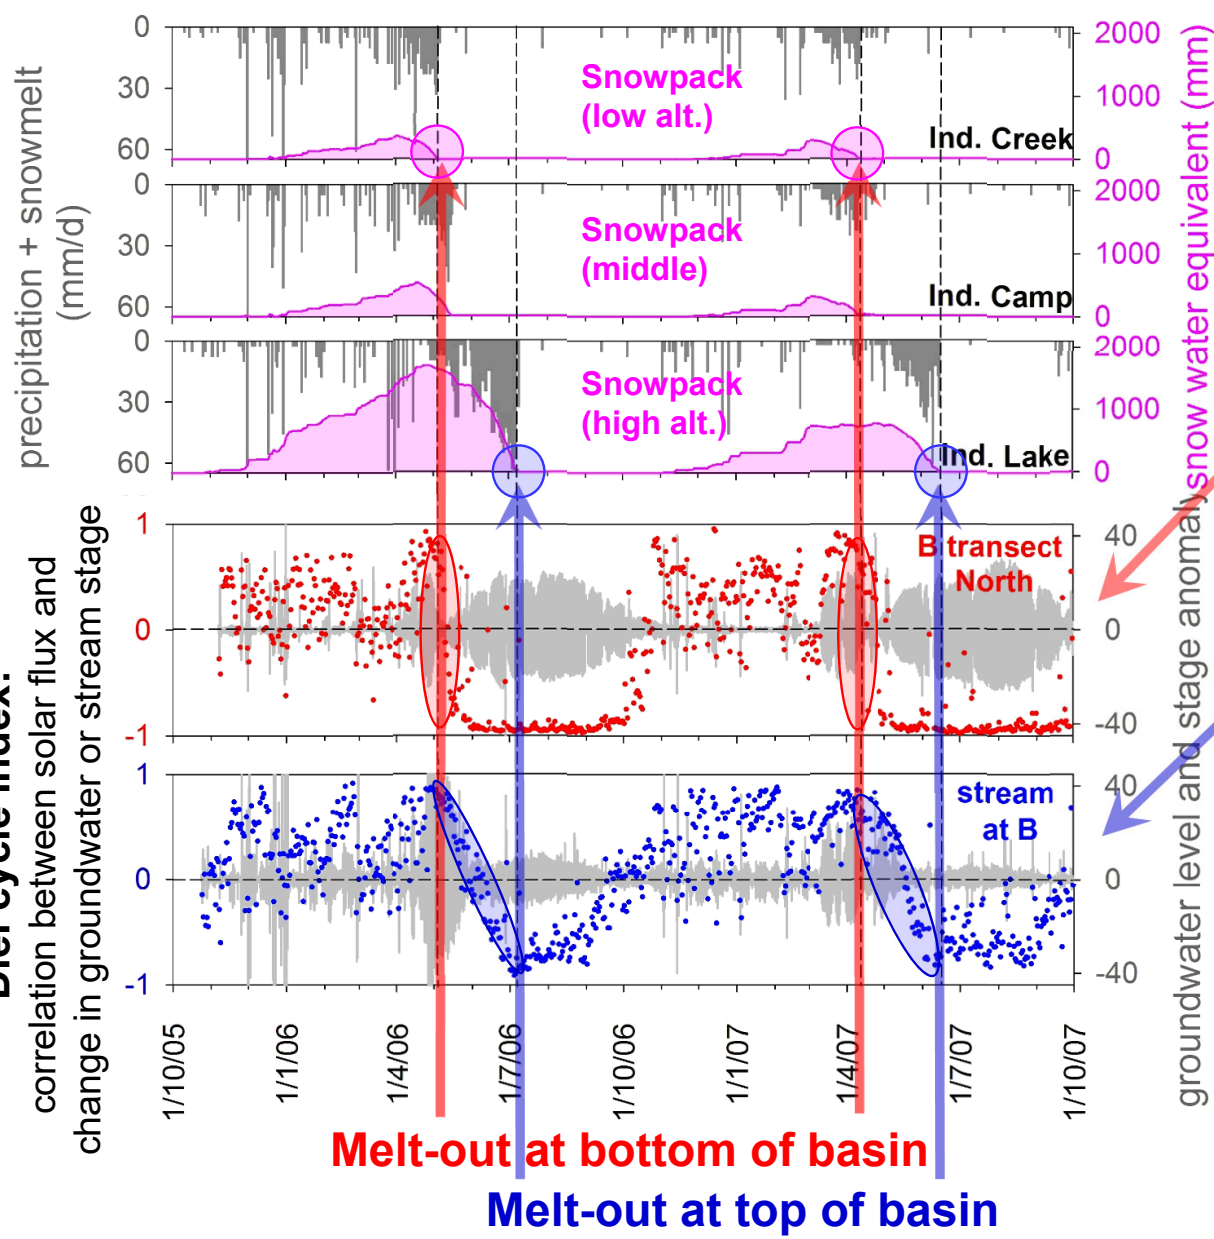 precipitation + snowmelt
(mm/d)
0
30
60
Snowpack
(low alt.)
Ind. Creek
2000
1000
0
0
30
60
Snowpack
(middle)
Ind. Camp
2000
1000
0
0
30
60
Snowpack
(high alt.)
Ind. Lake
2000
1000
0
snow water equivalent (mm)
correlation between solar flux and
change in groundwater or stream stage
1
0
-1
B transect
North
40
0
-40
1
0
-1
stream
at B
40
0
-40
groundwater level and stage anomaly
1/10/05
1/1/06
1/4/06
1/7/06
1/10/06
1/1/07
1/4/07
1/7/07
1/10/07
Melt-out at bottom of basin
Melt-out at top of basin